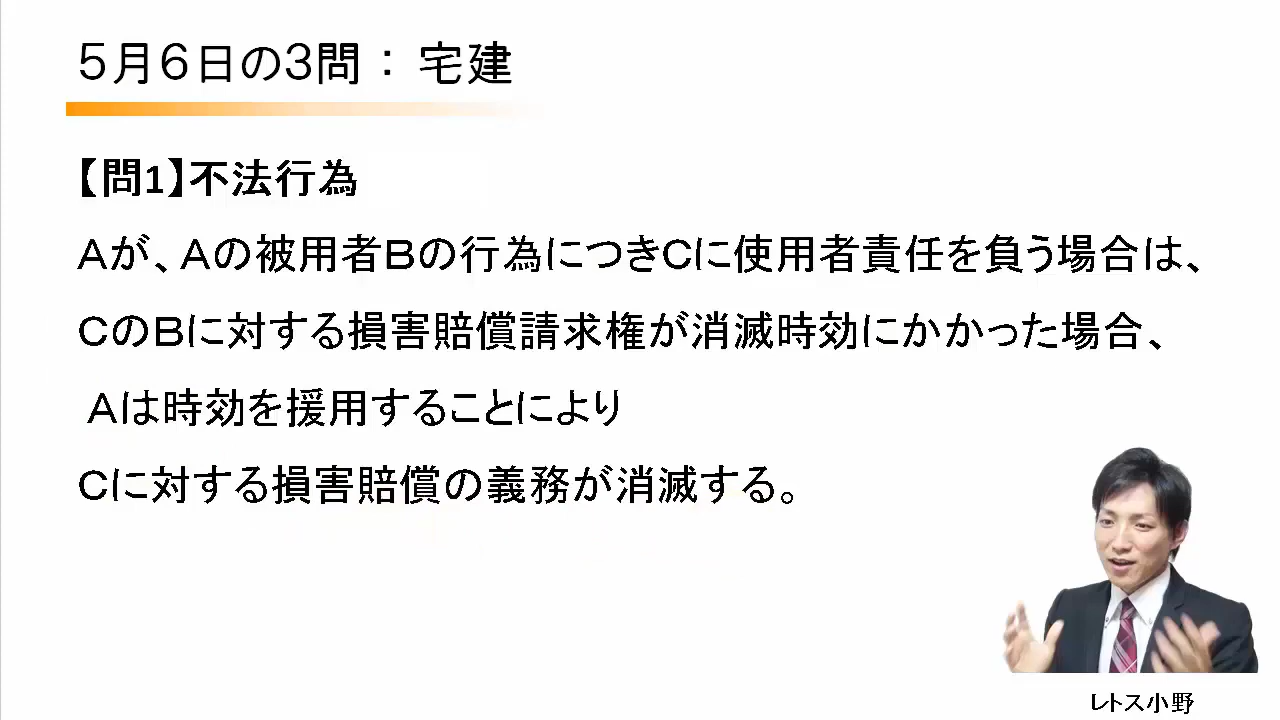 5月6日の3問：宅建
【問1】不法行為
Aが、Aの被用者Bの行為につきCに使用者責任を負う場合は、
CのBに対する損害賠償請求権が消滅時効にかかった場合、
Aは時効を援用することにより
Cに対する損害賠償の義務が消滅する。
レトス小野